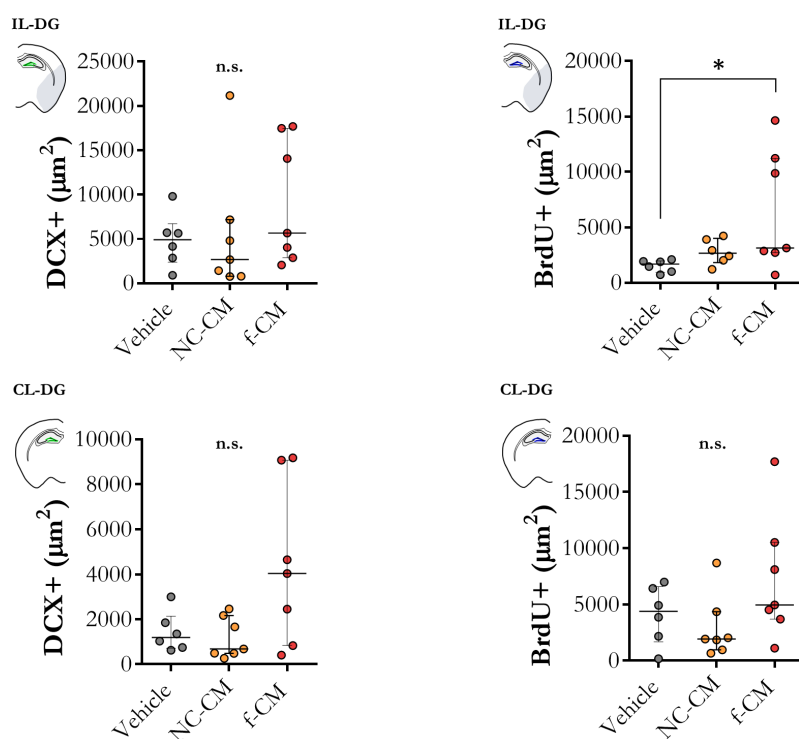 IL-DG
DCX+ (μm²)
25000
20000
15000
10000
5000
0
n.s.
Vehicle
NC-CM
f-CM
IL-DG
BrdU+ (μm²)
20000
15000
10000
5000
0
*
Vehicle
NC-CM
f-CM
CL-DG
DCX+ (μm²)
10000
8000
6000
4000
2000
0
n.s.
Vehicle
NC-CM
f-CM
CL-DG
BrdU+ (μm²)
20000
15000
10000
5000
0
n.s.
Vehicle
NC-CM
f-CM